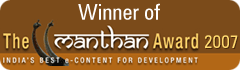 Winner of
The manthan Award 2007
INDIA'S BEST e-CONTENT FOR DEVELOPMENT